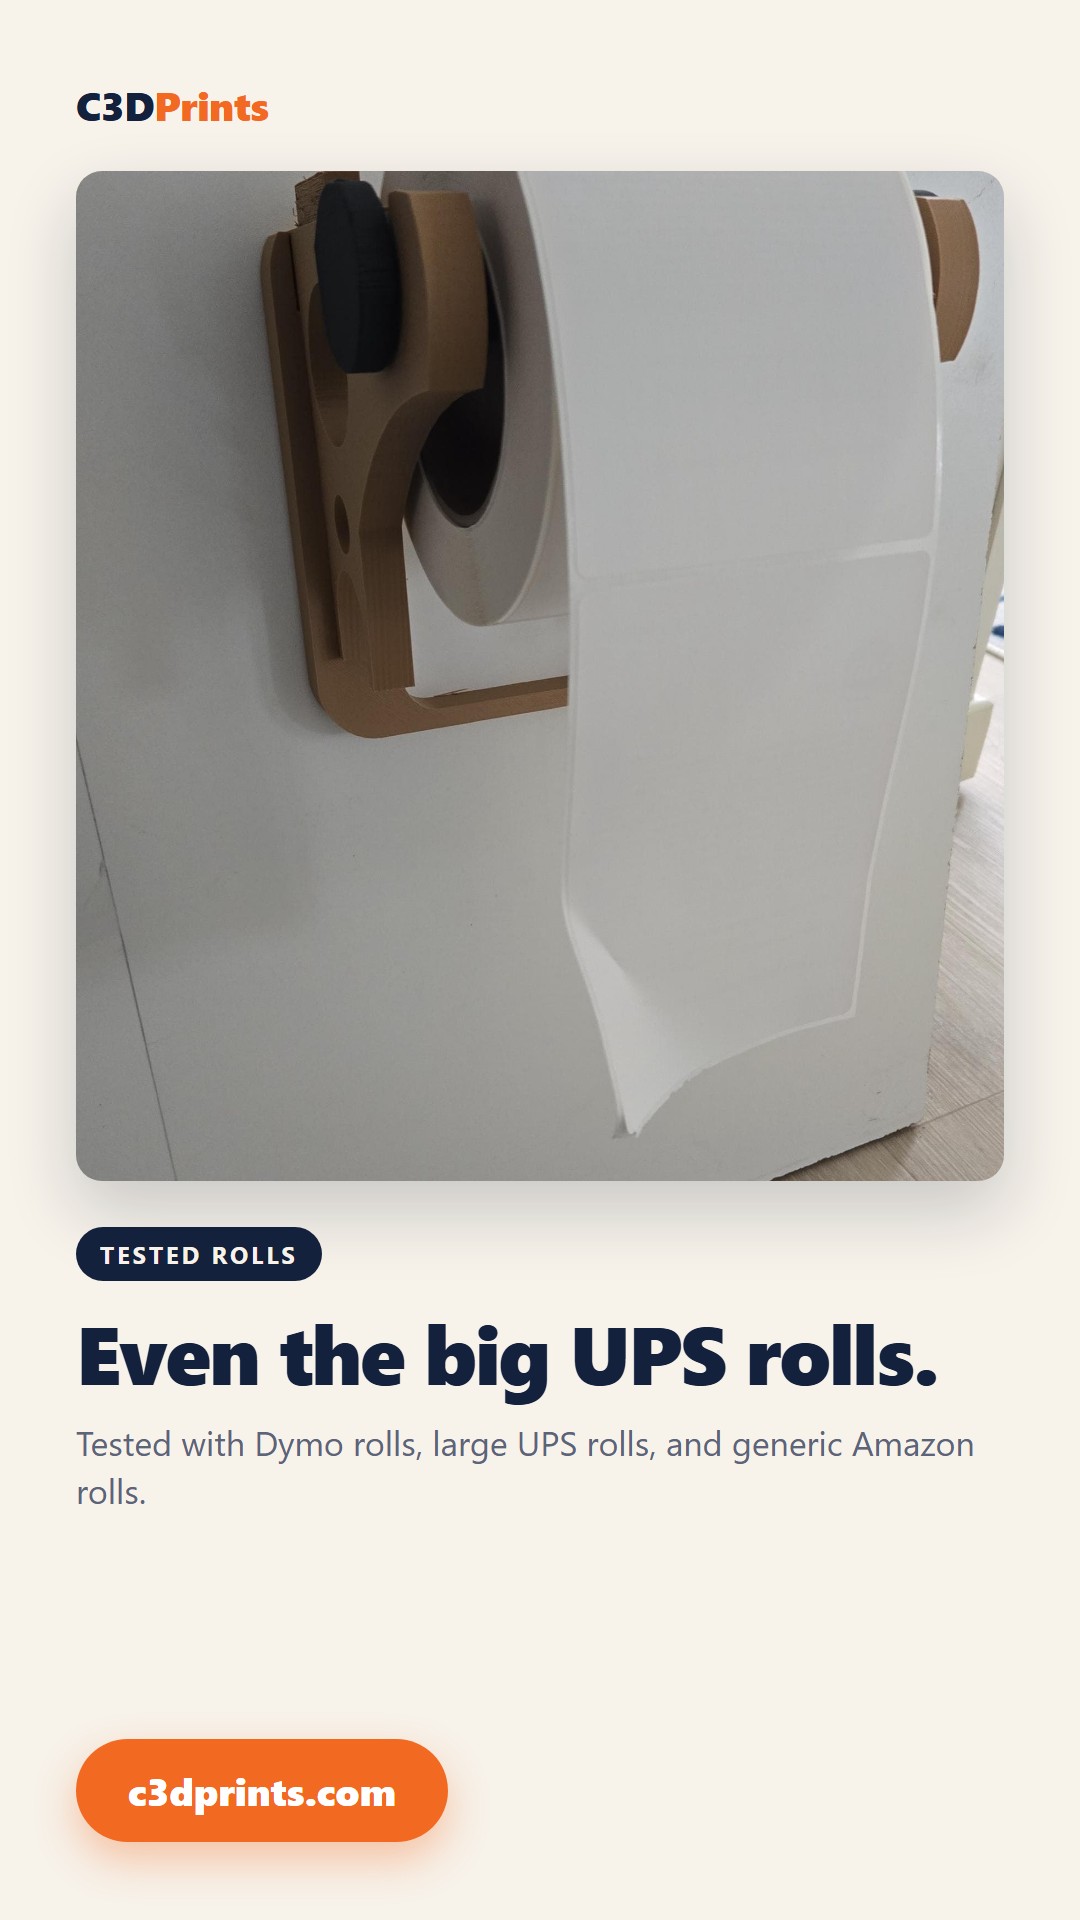 C3DPrints
TESTED ROLLS
Even the big UPS rolls.
Tested with Dymo rolls, large UPS rolls, and generic Amazon
rolls.
c3dprints.com